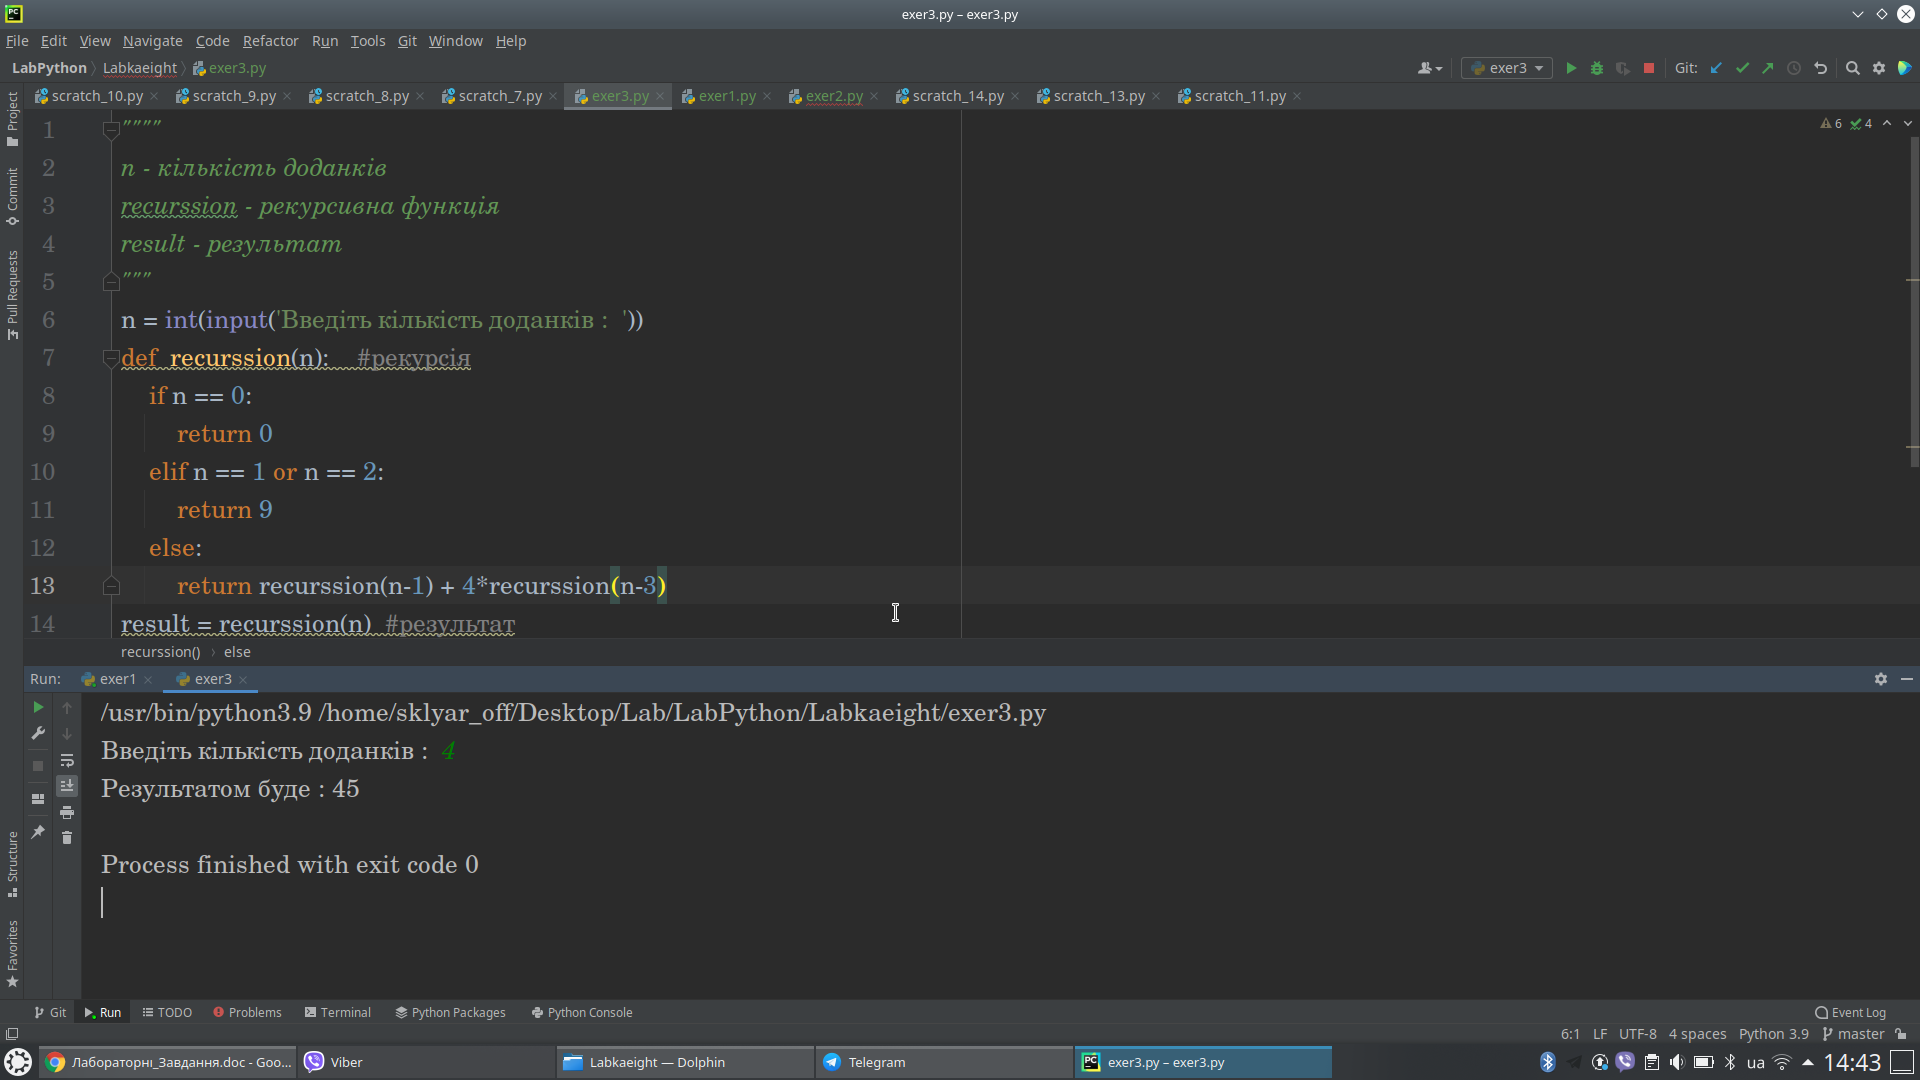 exer3.py – exer3.py
File Edit View Navigate Code Refactor Run Tools Git Window Help
LabPython Labkaeight exer3.py
exer3 Git:
scratch_10.py scratch_9.py scratch_8.py scratch_7.py exer3.py exer1.py exer2.py scratch_14.py scratch_13.py scratch_11.py
Project
Commit
Pull Requests
6 4
1 """"
2 n - кількість доданків
3 recurssion - рекурсивна функція
4 result - результат
5 """
6 n = int(input('Введіть кількість доданків :  '))
7 def recurssion(n):    #рекурсія
8     if n == 0:
9         return 0
10     elif n == 1 or n == 2:
11         return 9
12     else:
13         return recurssion(n-1) + 4*recurssion(n-3)
14 result = recurssion(n)  #результат
recurssion() › else
Run: exer1 exer3
/usr/bin/python3.9 /home/sklyar_off/Desktop/Lab/LabPython/Labkaeight/exer3.py
Введіть кількість доданків :  4
Результатом буде : 45
Process finished with exit code 0
Structure
Favorites
Git Run TODO Problems Terminal Python Packages Python Console Event Log
6:1 LF UTF-8 4 spaces Python 3.9 master
Лабораторні_Завдання.doc - Goo... Viber Labkaeight — Dolphin Telegram exer3.py – exer3.py ua 14:43